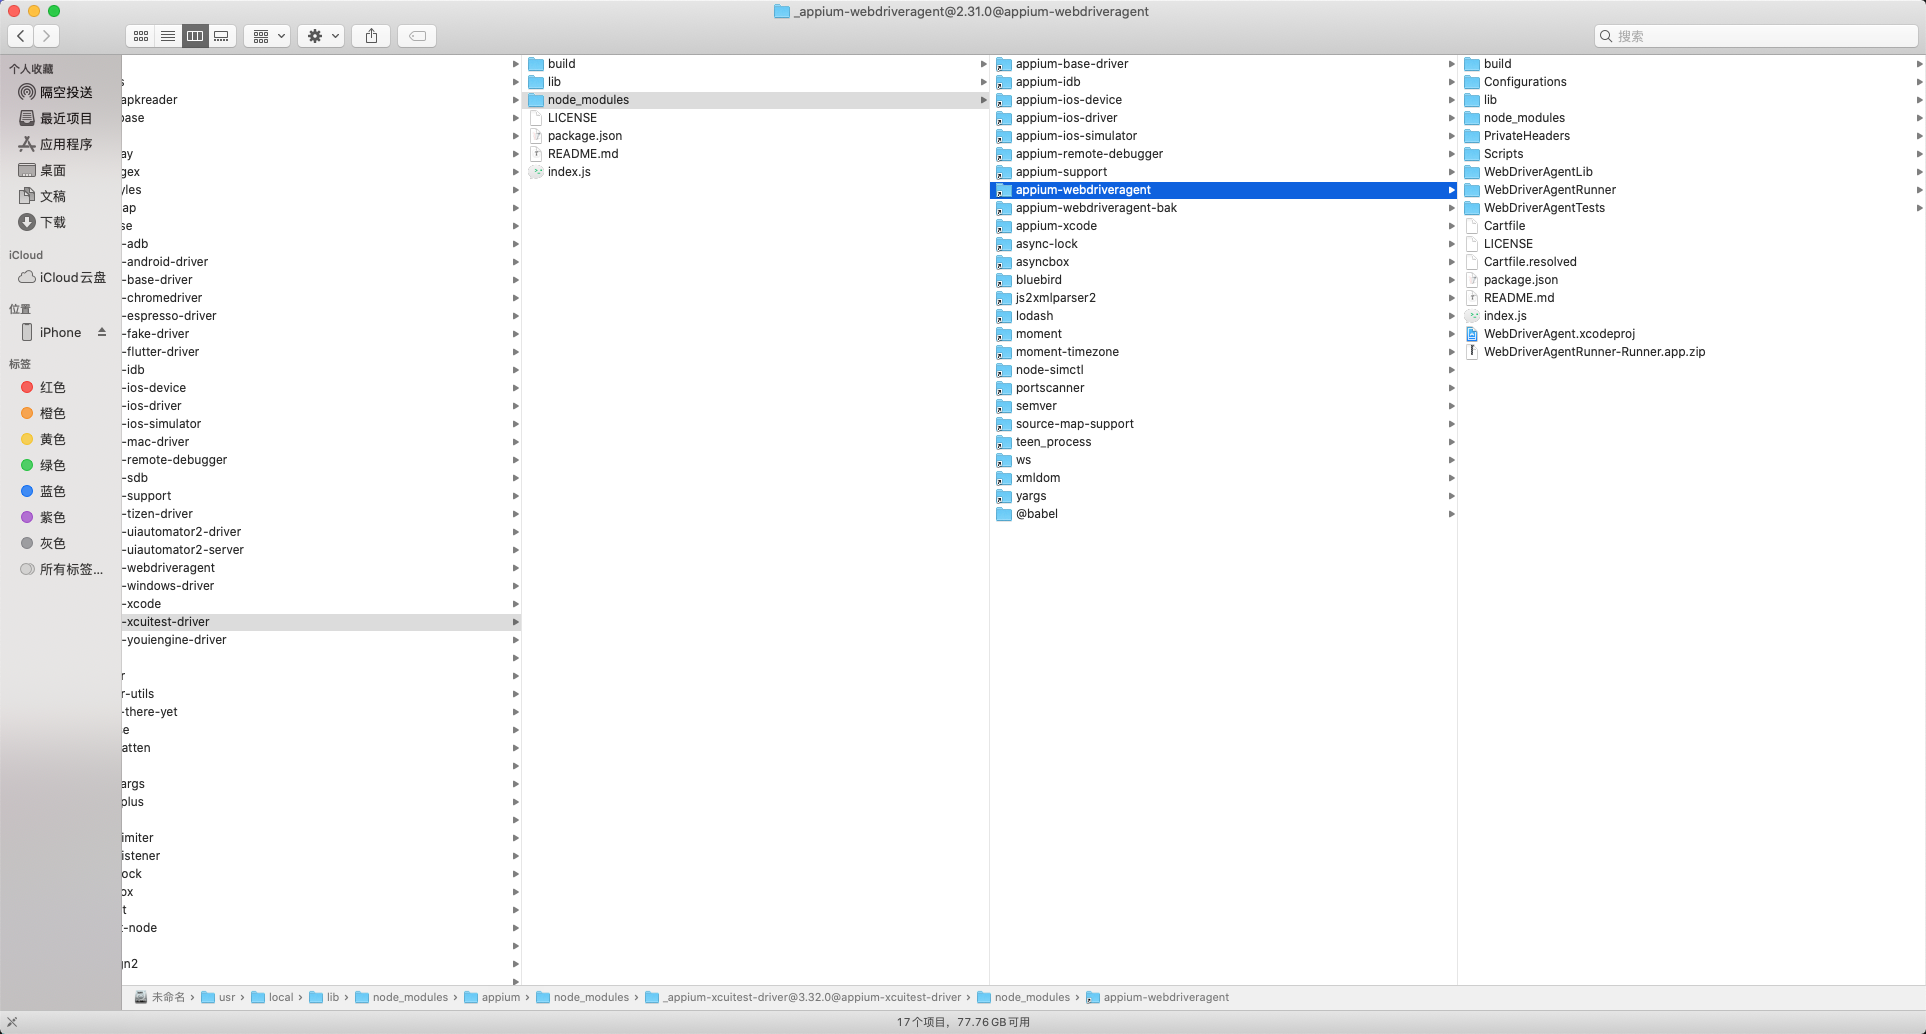 _appium-webdriveragent@2.31.0@appium-webdriveragent
搜索
个人收藏
隔空投送
最近项目
应用程序
桌面
文稿
下载
iCloud
iCloud云盘
位置
iPhone
标签
红色
橙色
黄色
绿色
蓝色
紫色
灰色
所有标签...
s
apkreader
base
ay
gex
yles
ap
se
-adb
-android-driver
-base-driver
-chromedriver
-espresso-driver
-fake-driver
-flutter-driver
-idb
-ios-device
-ios-driver
-ios-simulator
-mac-driver
-remote-debugger
-sdb
-support
-tizen-driver
-uiautomator2-driver
-uiautomator2-server
-webdriveragent
-windows-driver
-xcode
-xcuitest-driver
-youiengine-driver
r
r-utils
-there-yet
e
atten
args
plus
imiter
istener
ock
ox
t
t-node
gn2
build
lib
node_modules
LICENSE
package.json
README.md
index.js
appium-base-driver
appium-idb
appium-ios-device
appium-ios-driver
appium-ios-simulator
appium-remote-debugger
appium-support
appium-webdriveragent
appium-webdriveragent-bak
appium-xcode
async-lock
asyncbox
bluebird
js2xmlparser2
lodash
moment
moment-timezone
node-simctl
portscanner
semver
source-map-support
teen_process
ws
xmldom
yargs
@babel
build
Configurations
lib
node_modules
PrivateHeaders
Scripts
WebDriverAgentLib
WebDriverAgentRunner
WebDriverAgentTests
Cartfile
LICENSE
Cartfile.resolved
package.json
README.md
index.js
WebDriverAgent.xcodeproj
WebDriverAgentRunner-Runner.app.zip
未命名 › usr › local › lib › node_modules › appium › node_modules › _appium-xcuitest-driver@3.32.0@appium-xcuitest-driver › node_modules › appium-webdriveragent
17个项目，77.76 GB 可用